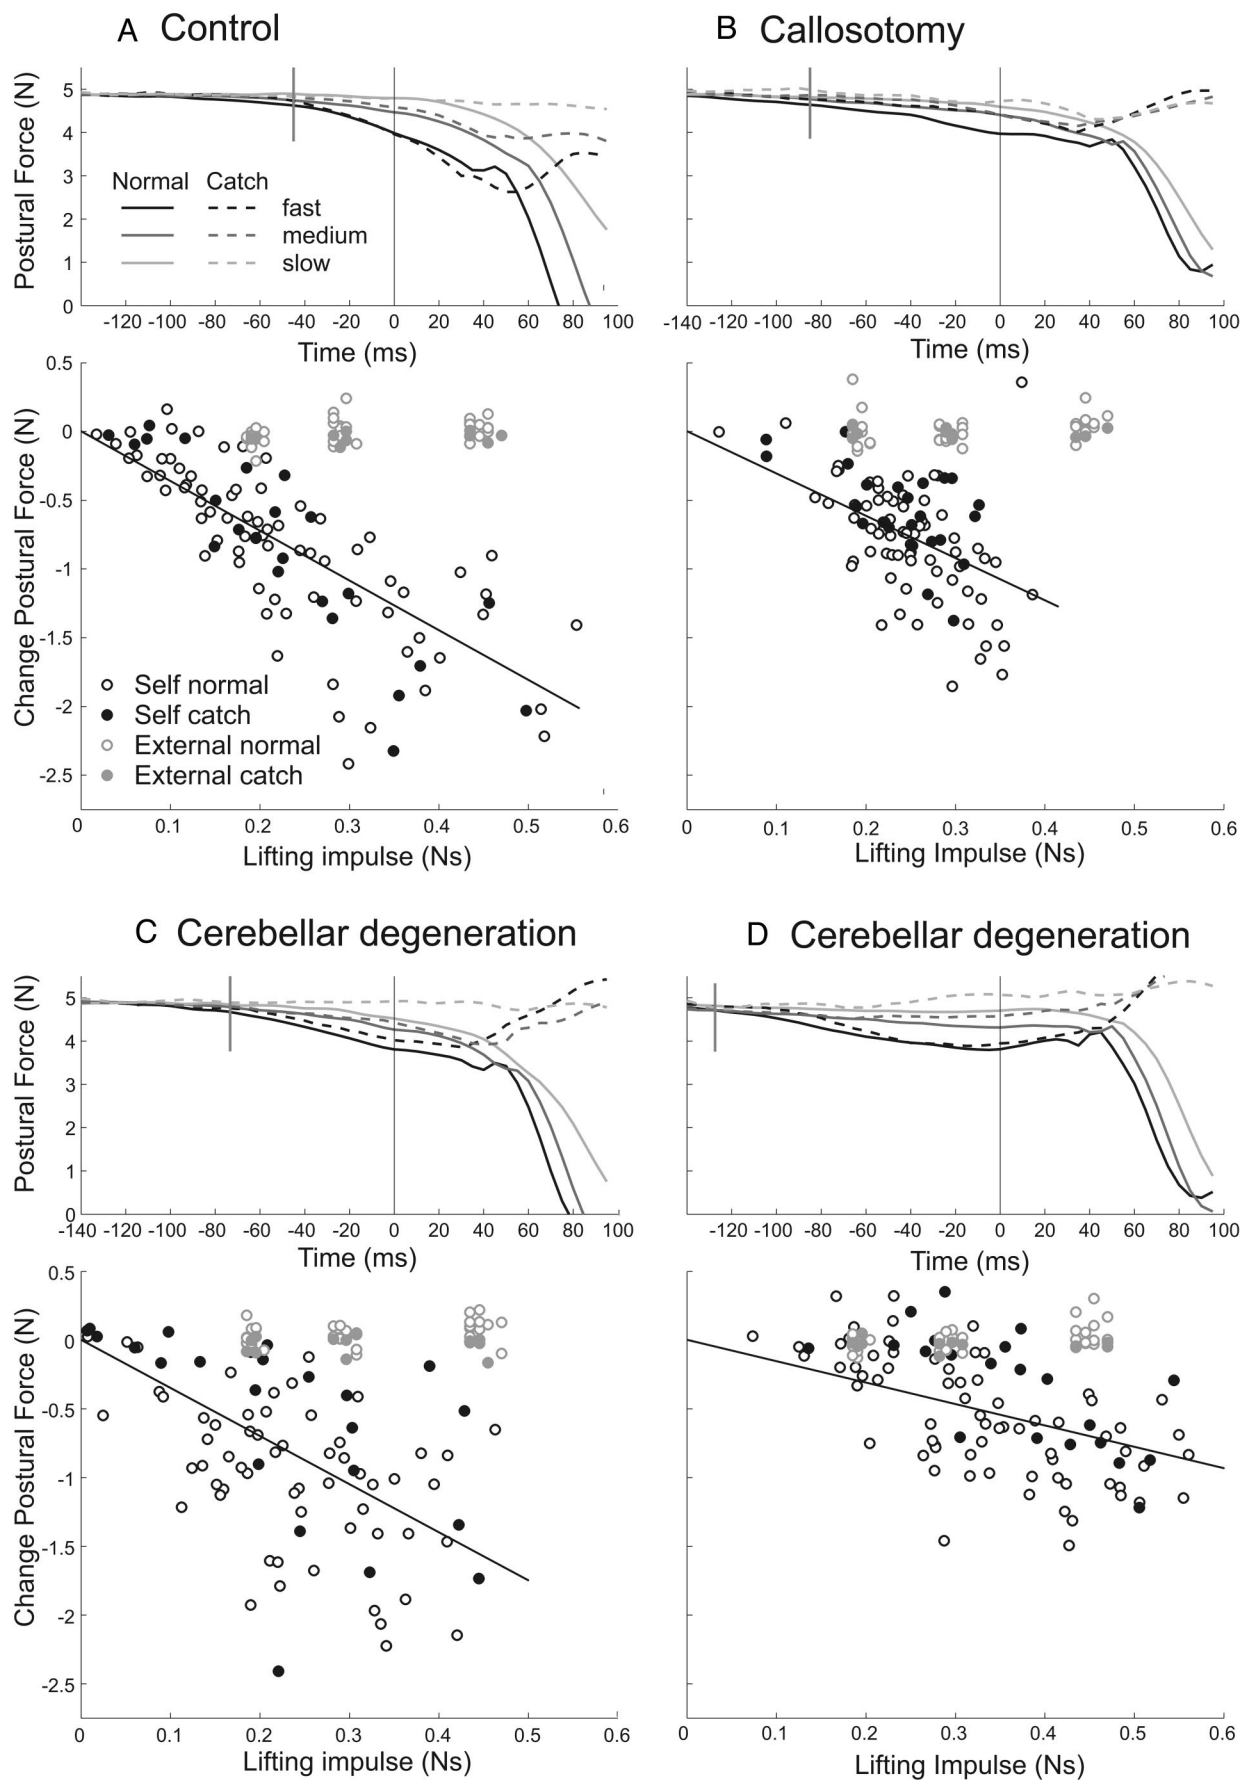 A Control
Postural Force (N)
5
4
3
2
1
0
Normal Catch
fast
medium
slow
-120 -100 -80 -60 -40 -20 0 20 40 60 80 100
Time (ms)
Change Postural Force (N)
0.5
0
-0.5
-1
-1.5
-2
-2.5
Self normal
Self catch
External normal
External catch
0 0.1 0.2 0.3 0.4 0.5 0.6
Lifting impulse (Ns)
B Callosotomy
-140 -120 -100 -80 -60 -40 -20 0 20 40 60 80 100
Time (ms)
0 0.1 0.2 0.3 0.4 0.5 0.6
Lifting Impulse (Ns)
C Cerebellar degeneration
Postural Force (N)
5
4
3
2
1
0
-140 -120 -100 -80 -60 -40 -20 0 20 40 60 80 100
Time (ms)
Change Postural Force (N)
0.5
0
-0.5
-1
-1.5
-2
-2.5
0 0.1 0.2 0.3 0.4 0.5 0.6
Lifting impulse (Ns)
D Cerebellar degeneration
-120 -100 -80 -60 -40 -20 0 20 40 60 80 100
Time (ms)
0 0.1 0.2 0.3 0.4 0.5 0.6
Lifting Impulse (Ns)